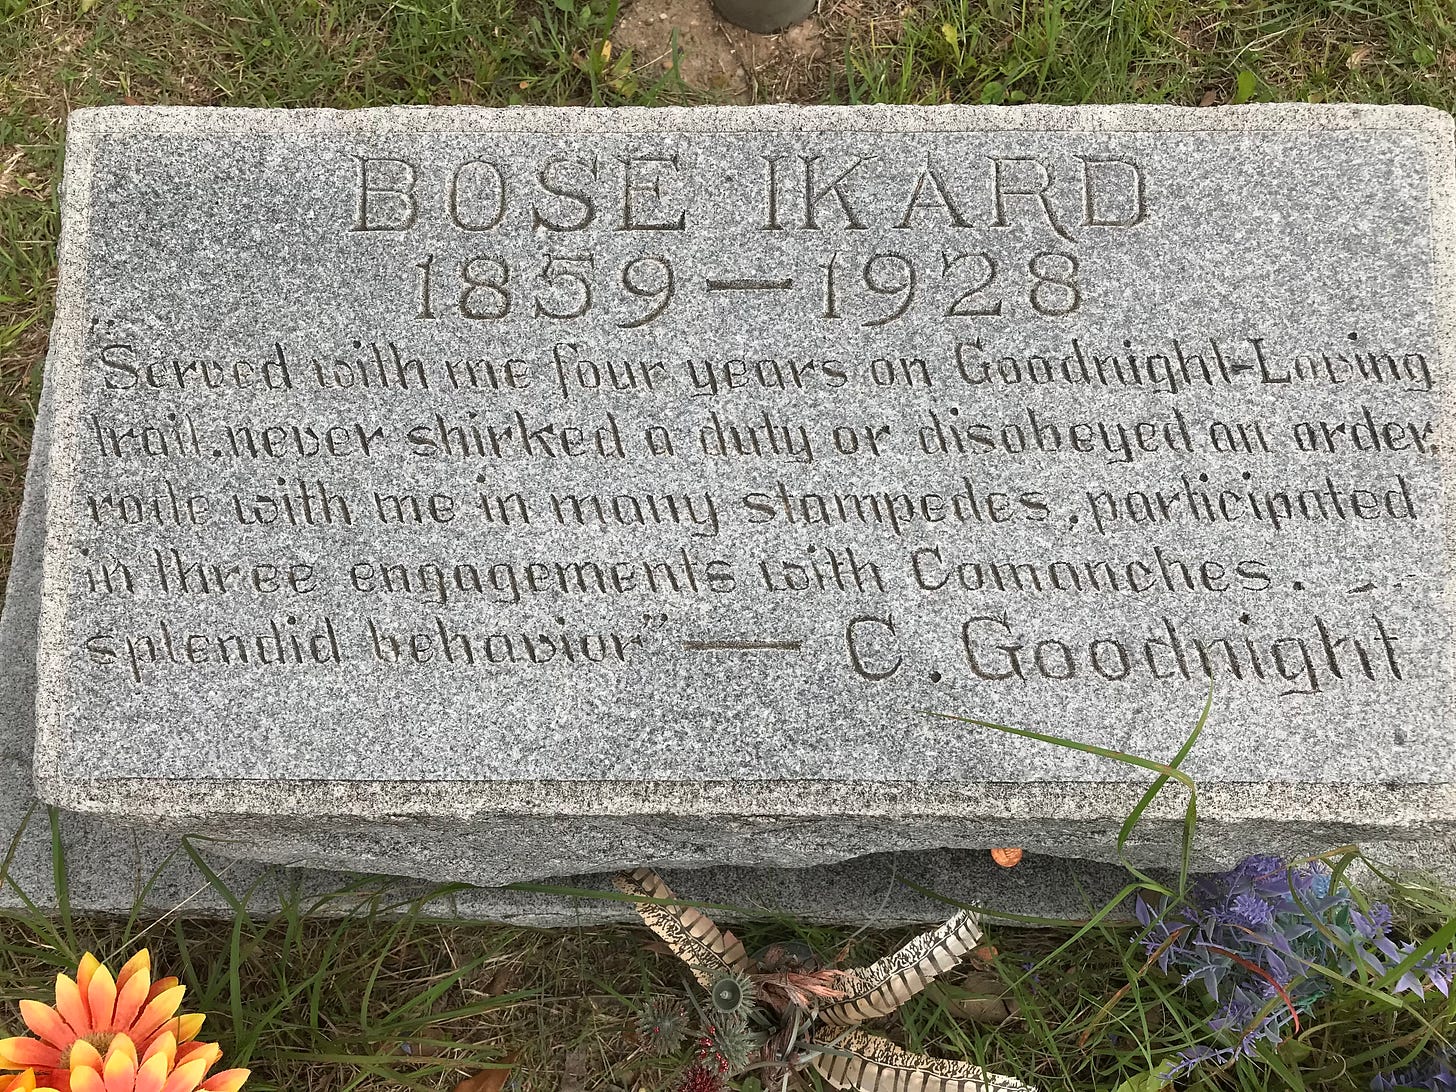 BOSE IKARD
1859 — 1928
Served with me four years on Goodnight-Loving
trail, never shirked a duty or disobeyed an order,
rode with me in many stampedes, participated
in three engagements with Comanches.
splendid behavior" — C. Goodnight